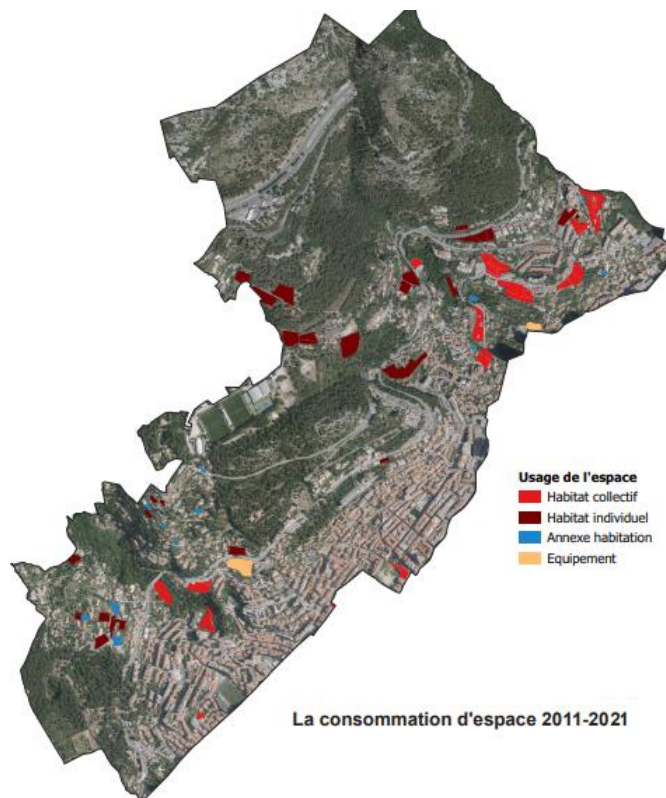 Usage de l'espace
Habitat collectif
Habitat individuel
Annexe habitation
Equipement
La consommation d'espace 2011-2021